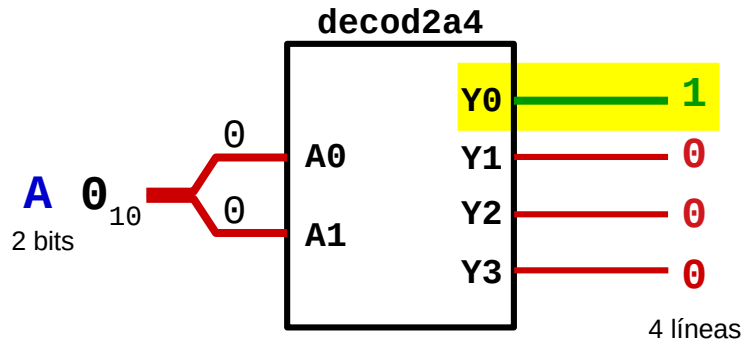 decod2a4
Y0 1
0 A0 Y1 0
A 0 10
0 A1 Y2 0
2 bits
Y3 0
4 líneas